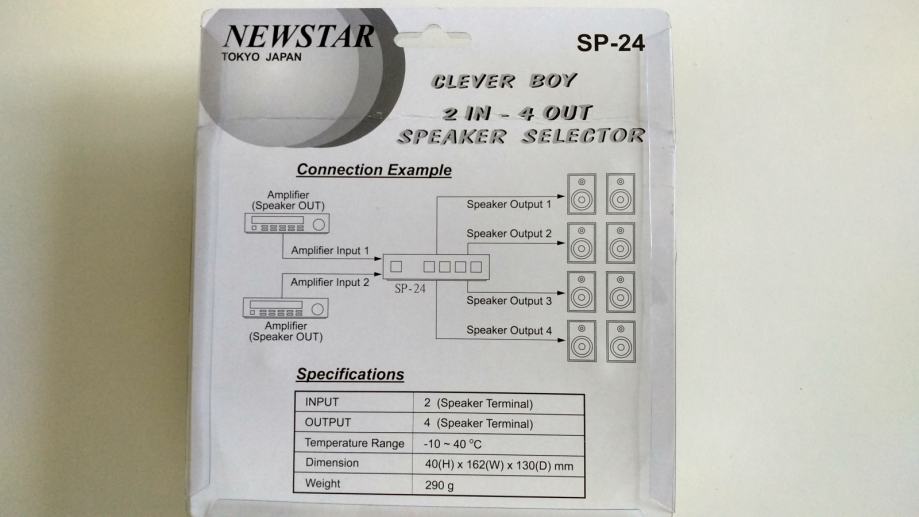 NEWSTAR
TOKYO JAPAN
SP-24
CLEVER BOY
2 IN - 4 OUT
SPEAKER SELECTOR
Connection Example
Amplifier
(Speaker OUT)
Speaker Output 1
Speaker Output 2
Amplifier Input 1
Amplifier Input 2
SP-24
Speaker Output 3
Amplifier
(Speaker OUT)
Speaker Output 4
Specifications
INPUT 2 (Speaker Terminal)
OUTPUT 4 (Speaker Terminal)
Temperature Range -10 ~ 40 °C
Dimension 40(H) x 162(W) x 130(D) mm
Weight 290 g